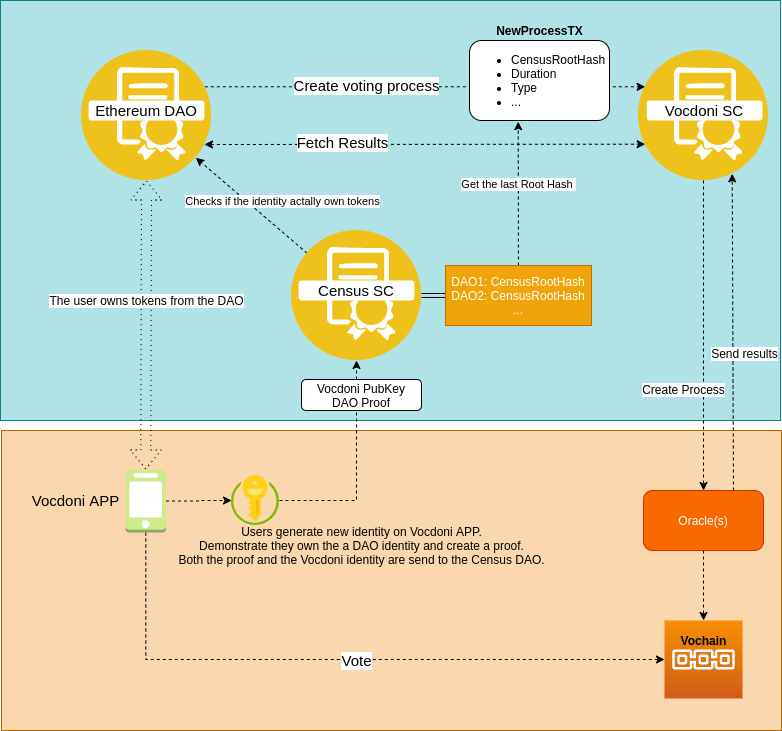 NewProcessTX
• CensusRootHash
• Duration
• Type
• ...
Ethereum DAO
Create voting process
Vocdoni SC
Fetch Results
Get the last Root Hash
Checks if the identity actally own tokens
Census SC
DAO1: CensusRootHash
DAO2: CensusRootHash
...
The user owns tokens from the DAO
Send results
Create Process
Vocdoni PubKey
DAO Proof
Vocdoni APP
Oracle(s)
Users generate new identity on Vocdoni APP.
Demonstrate they own the a DAO identity and create a proof.
Both the proof and the Vocdoni identity are send to the Census DAO.
Vochain
Vote